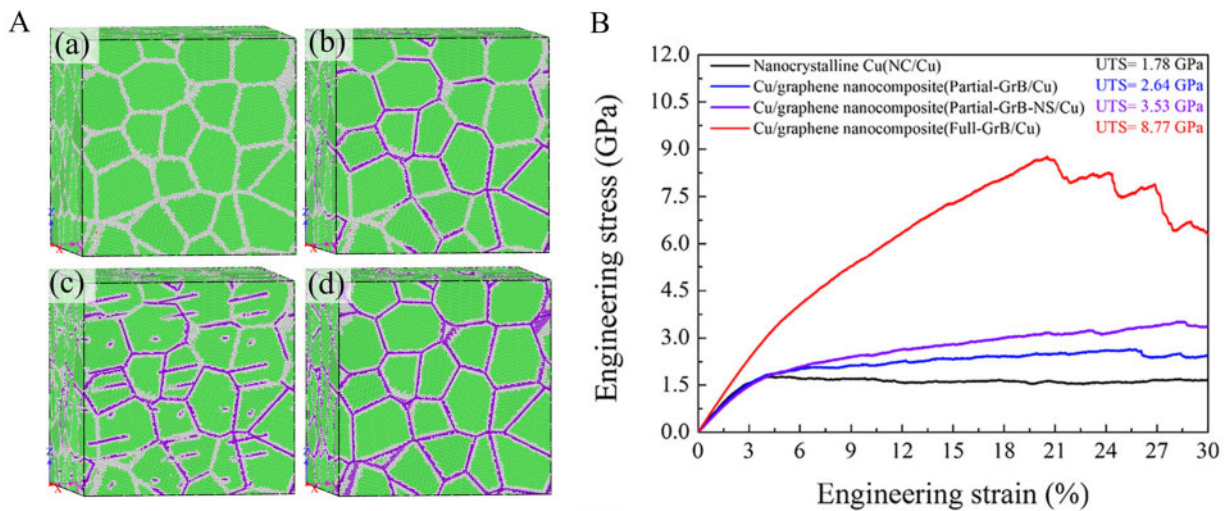 A
(a)
(b)
(c)
(d)
Z
X
Z
X
Z
X
Z
X
B
12.0
10.5
9.0
7.5
6.0
4.5
3.0
1.5
0.0
Engineering stress (GPa)
Nanocrystalline Cu(NC/Cu) UTS= 1.78 GPa
Cu/graphene nanocomposite(Partial-GrB/Cu) UTS= 2.64 GPa
Cu/graphene nanocomposite(Partial-GrB-NS/Cu) UTS= 3.53 GPa
Cu/graphene nanocomposite(Full-GrB/Cu) UTS= 8.77 GPa
0 3 6 9 12 15 18 21 24 27 30
Engineering strain (%)